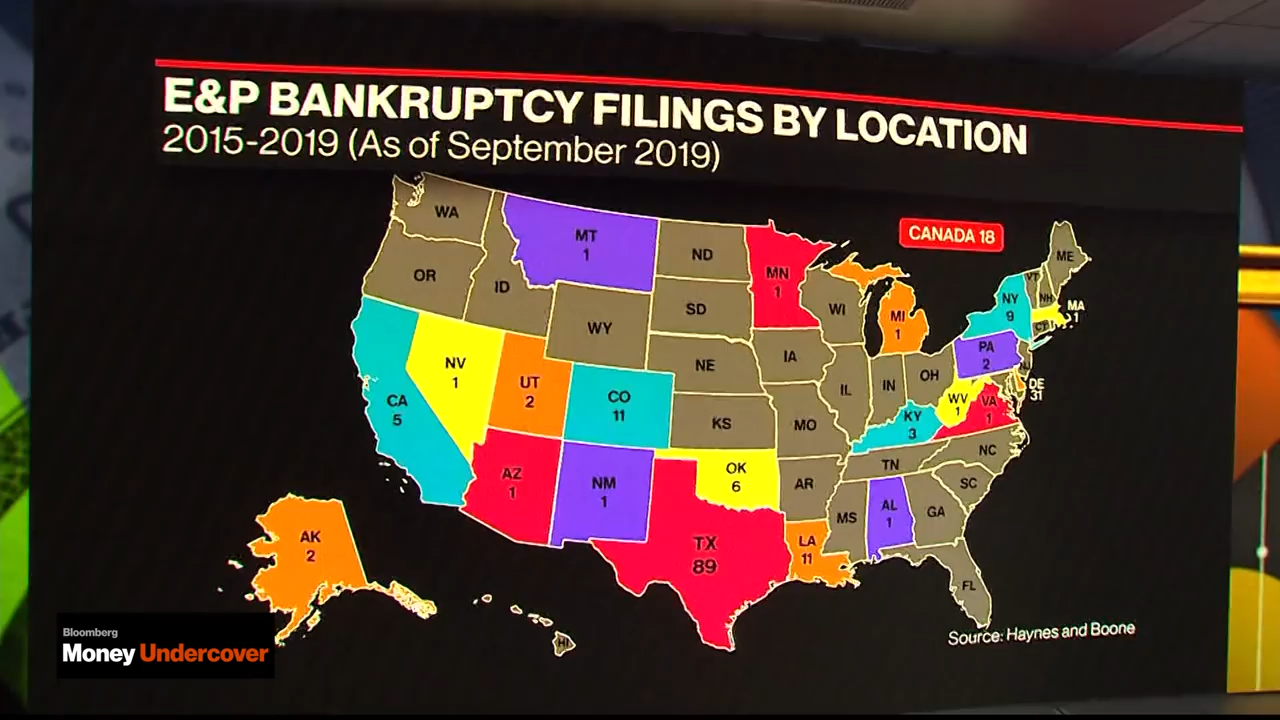 E&P BANKRUPTCY FILINGS BY LOCATION
2015-2019 (As of September 2019)
CANADA 18
WA
MT
1
ND
MN
1
ME
VT
NH
OR
ID
SD
WI
MI
1
NY
9
MA
1
CT
WY
NE
IA
PA
2
NJ
NV
1
UT
2
CO
11
IL
IN
OH
DE
31
CA
5
KS
MO
KY
3
WV
1
VA
1
AZ
1
NM
1
OK
6
AR
TN
NC
SC
TX
89
LA
11
MS
AL
1
GA
FL
AK
2
HI
Source: Haynes and Boone
Bloomberg
Money Undercover